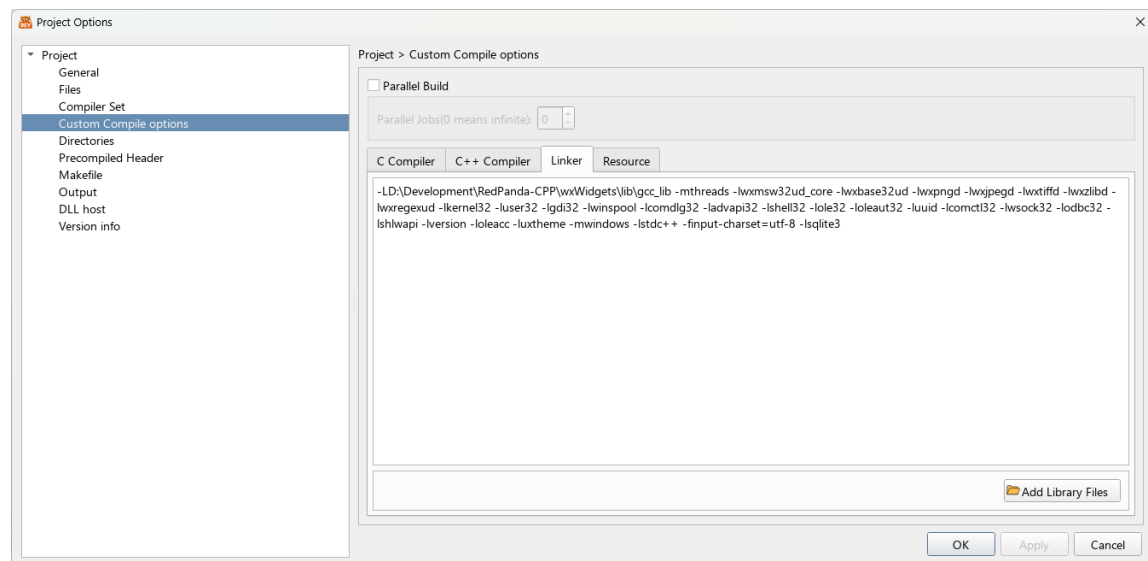 Project Options
Project
General
Files
Compiler Set
Custom Compile options
Directories
Precompiled Header
Makefile
Output
DLL host
Version info
Project > Custom Compile options
Parallel Build
Parallel Jobs(0 means infinite): 0
C Compiler C++ Compiler Linker Resource
-LD:\Development\RedPanda-CPP\wxWidgets\lib\gcc_lib -mthreads -lwxmsw32ud_core -lwxbase32ud -lwxpngd -lwxjpegd -lwxtiffd -lwxzlibd -
lwxregexud -lkernel32 -luser32 -lgdi32 -lwinspool -lcomdlg32 -ladvapi32 -lshell32 -lole32 -loleaut32 -luuid -lcomctl32 -lwsock32 -lodbc32 -
lshlwapi -lversion -loleacc -luxtheme -mwindows -lstdc++ -finput-charset=utf-8 -lsqlite3
Add Library Files
OK Apply Cancel